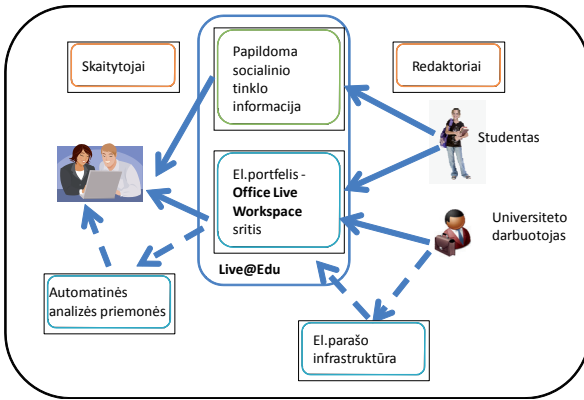 Skaitytojai
Papildoma
socialinio
tinklo
informacija
Redaktoriai
Studentas
El.portfelis -
Office Live
Workspace
sritis
Universiteto
darbuotojas
Live@Edu
Automatinės
analizės priemonės
El.parašo
infrastruktūra